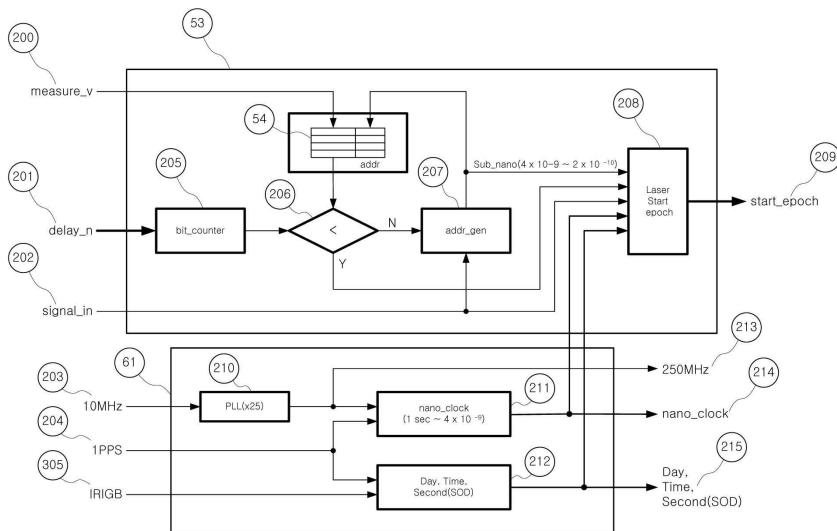 53
200
measure_v
54
addr
208
Sub_nano(4 x 10-9 ~ 2 x 10 -10)
209
201
205
206
207
Laser
Start
epoch
start_epoch
delay_n
bit_counter
<
N
addr_gen
Y
202
signal_in
213
61
210
250MHz
203
211
214
10MHz
PLL(x25)
nano_clock
(1 sec ~ 4 x 10 -9)
nano_clock
204
1PPS
212
215
305
Day, Time,
Second(SOD)
Day,
Time,
Second(SOD)
IRIGB